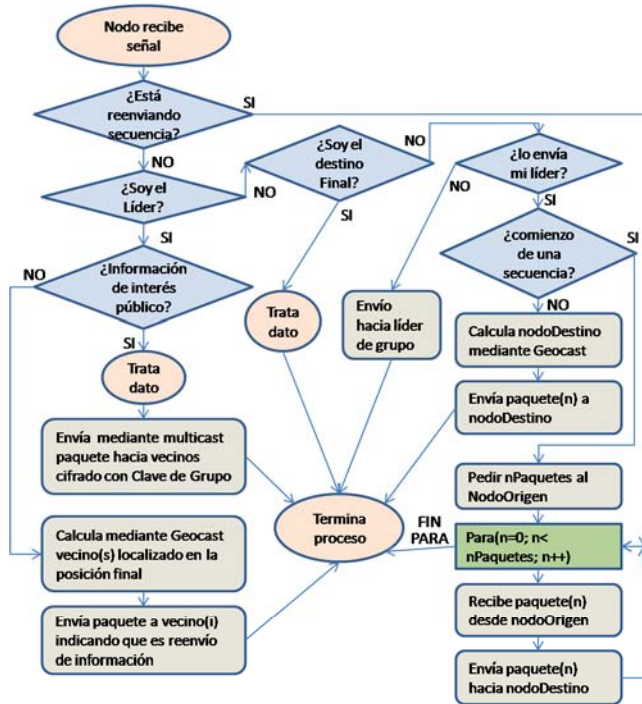 Nodo recibe
señal
¿Está
reenviando
secuencia?
SI
NO
¿Soy el
Líder?
NO
SI
¿Soy el
destino
Final?
NO
SI
¿lo envía
mi líder?
NO
SI
¿comienzo
de una
secuencia?
SI
NO
NO
¿Información
de interés
público?
SI
Trata
dato
Trata
dato
Envío
hacia líder
de grupo
Calcula nodoDestino
mediante Geocast
Envía paquete(n) a
nodoDestino
Envía mediante multicast
paquete hacia vecinos
cifrado con Clave de Grupo
Pedir nPaquetes al
NodoOrigen
Termina
proceso
FIN
PARA
Para(n=0; n<
nPaquetes; n++)
Calcula mediante Geocast
vecino(s) localizado en la
posición final
Recibe paquete(n)
desde nodoOrigen
Envía paquete a vecino(i)
indicando que es reenvío
de información
Envía paquete(n)
hacia nodoDestino